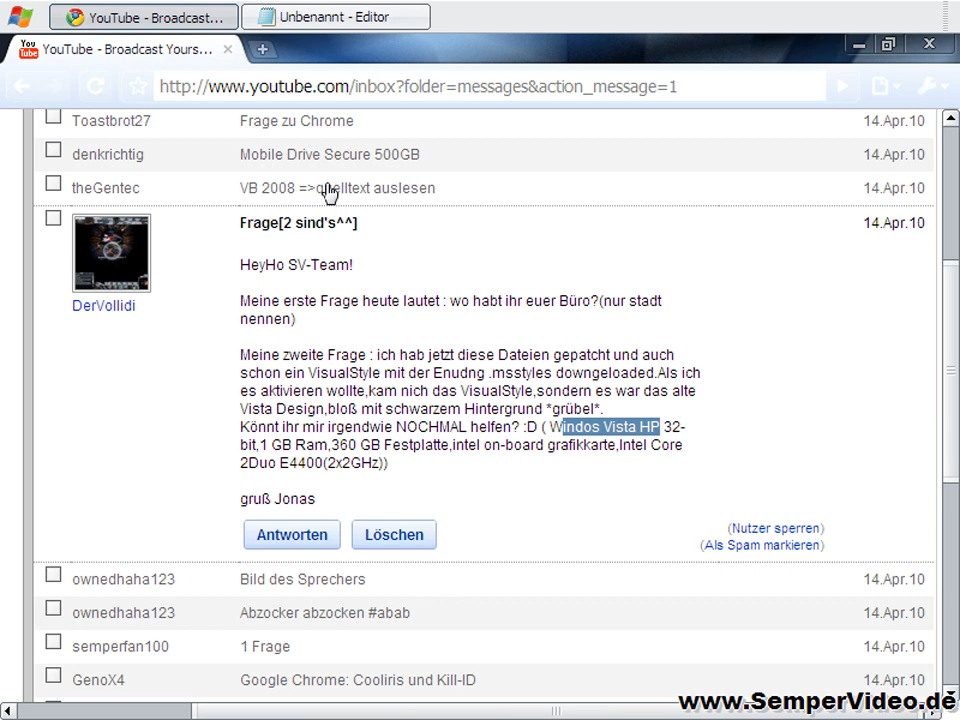 YouTube - Broadcast...
Unbenannt - Editor
You Tube YouTube - Broadcast Yours...
http://www.youtube.com/inbox?folder=messages&action_message=1
Toastbrot27 Frage zu Chrome 14.Apr.10
denkrichtig Mobile Drive Secure 500GB 14.Apr.10
theGentec VB 2008 =>quelltext auslesen 14.Apr.10
Frage[2 sind's^^] 14.Apr.10
DerVollidi
HeyHo SV-Team!
Meine erste Frage heute lautet : wo habt ihr euer Büro?(nur stadt
nennen)
Meine zweite Frage : ich hab jetzt diese Dateien gepatcht und auch
schon ein VisualStyle mit der Enudng .msstyles downgeloaded.Als ich
es aktivieren wollte,kam nich das VisualStyle,sondern es war das alte
Vista Design,bloß mit schwarzem Hintergrund *grübel*.
Könnt ihr mir irgendwie NOCHMAL helfen? :D ( Windos Vista HP 32-
bit,1 GB Ram,360 GB Festplatte,intel on-board grafikkarte,Intel Core
2Duo E4400(2x2GHz))
gruß Jonas
Antworten Löschen
(Nutzer sperren)
(Als Spam markieren)
ownedhaha123 Bild des Sprechers 14.Apr.10
ownedhaha123 Abzocker abzocken #abab 14.Apr.10
semperfan100 1 Frage 14.Apr.10
GenoX4 Google Chrome: Cooliris und Kill-ID 14.Apr.10
www.SemperVideo.de